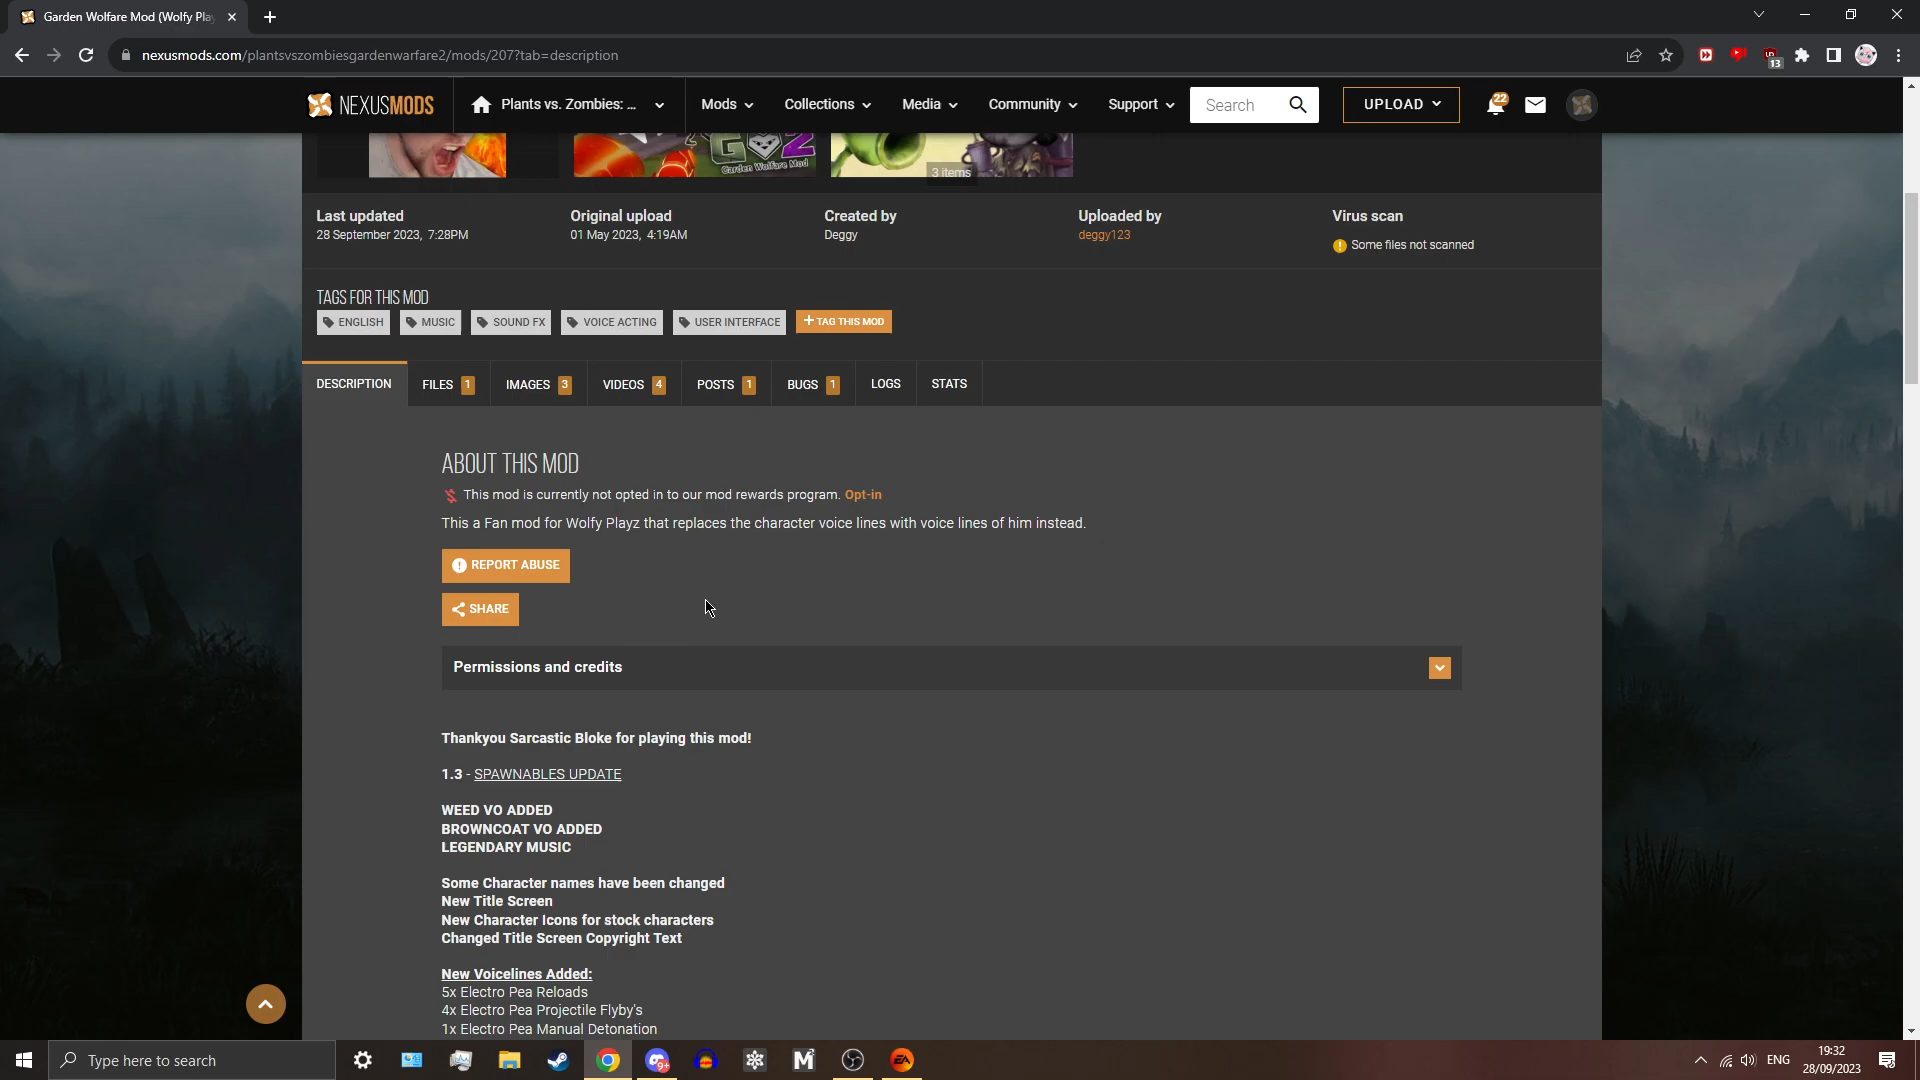 Garden Wolfare Mod (Wolfy Pla
nexusmods.com/plantsvszombiesgardenwarfare2/mods/207?tab=description
13
NEXUSMODS
Plants vs. Zombies: ...
Mods
Collections
Media
Community
Support
Search
UPLOAD
22
GZ
Garden Wolfare Mod
3 items
Last updated
28 September 2023, 7:28PM
Original upload
01 May 2023, 4:19AM
Created by
Deggy
Uploaded by
deggy123
Virus scan
Some files not scanned
TAGS FOR THIS MOD
ENGLISH
MUSIC
SOUND FX
VOICE ACTING
USER INTERFACE
+ TAG THIS MOD
DESCRIPTION
FILES 1
IMAGES 3
VIDEOS 4
POSTS 1
BUGS 1
LOGS
STATS
ABOUT THIS MOD
This mod is currently not opted in to our mod rewards program. Opt-in
This a Fan mod for Wolfy Playz that replaces the character voice lines with voice lines of him instead.
REPORT ABUSE
SHARE
Permissions and credits
Thankyou Sarcastic Bloke for playing this mod!
1.3 - SPAWNABLES UPDATE
WEED VO ADDED
BROWNCOAT VO ADDED
LEGENDARY MUSIC
Some Character names have been changed
New Title Screen
New Character Icons for stock characters
Changed Title Screen Copyright Text
New Voicelines Added:
5x Electro Pea Reloads
4x Electro Pea Projectile Flyby's
1x Electro Pea Manual Detonation
Type here to search
9+
M
EA
ENG
19:32
28/09/2023